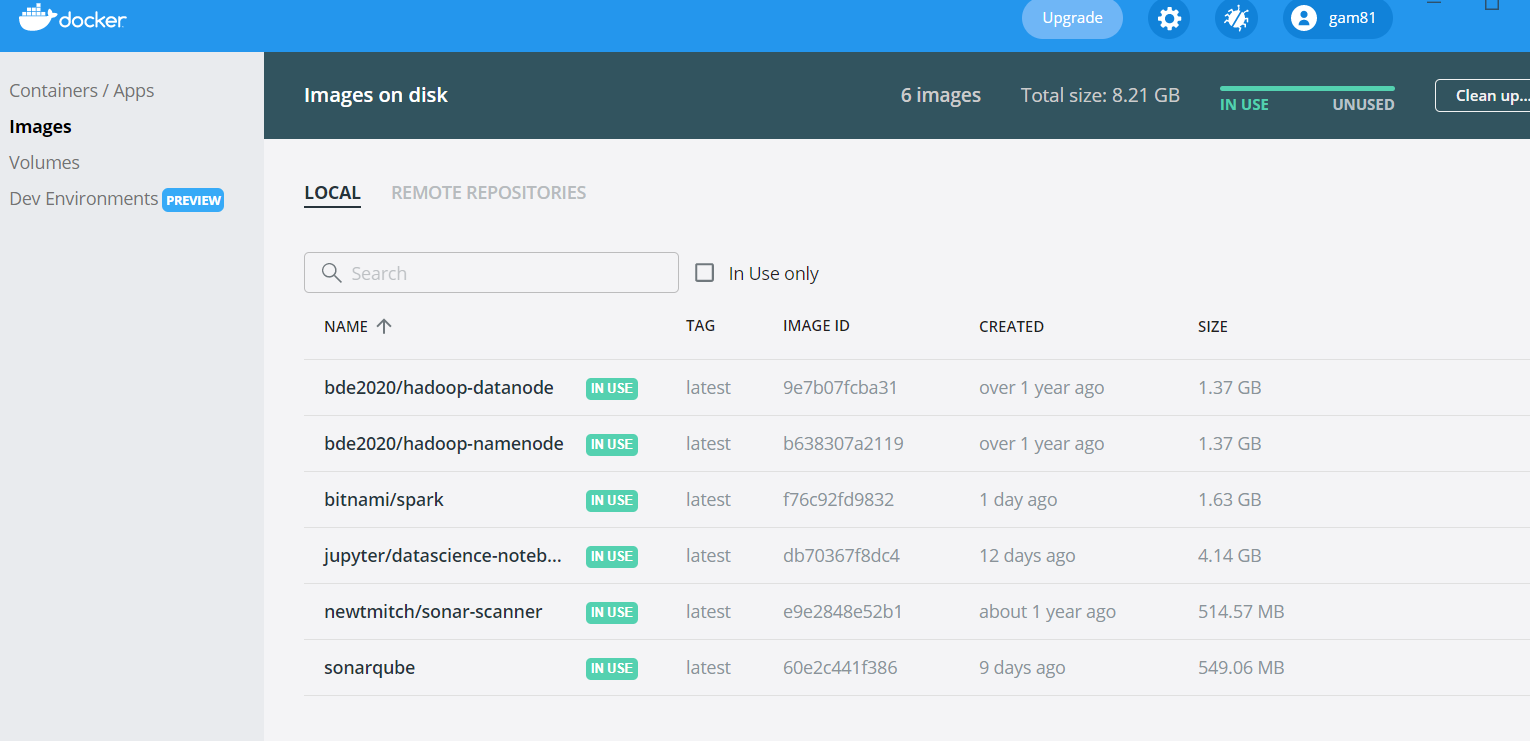 docker
Upgrade
gam81
Containers / Apps
Images
Volumes
Dev Environments PREVIEW
Images on disk
6 images
Total size: 8.21 GB
IN USE UNUSED
Clean up...
LOCAL REMOTE REPOSITORIES
Search
In Use only
NAME TAG IMAGE ID CREATED SIZE
bde2020/hadoop-datanode IN USE latest 9e7b07fcba31 over 1 year ago 1.37 GB
bde2020/hadoop-namenode IN USE latest b638307a2119 over 1 year ago 1.37 GB
bitnami/spark IN USE latest f76c92fd9832 1 day ago 1.63 GB
jupyter/datascience-noteb... IN USE latest db70367f8dc4 12 days ago 4.14 GB
newtmitch/sonar-scanner IN USE latest e9e2848e52b1 about 1 year ago 514.57 MB
sonarqube IN USE latest 60e2c441f386 9 days ago 549.06 MB